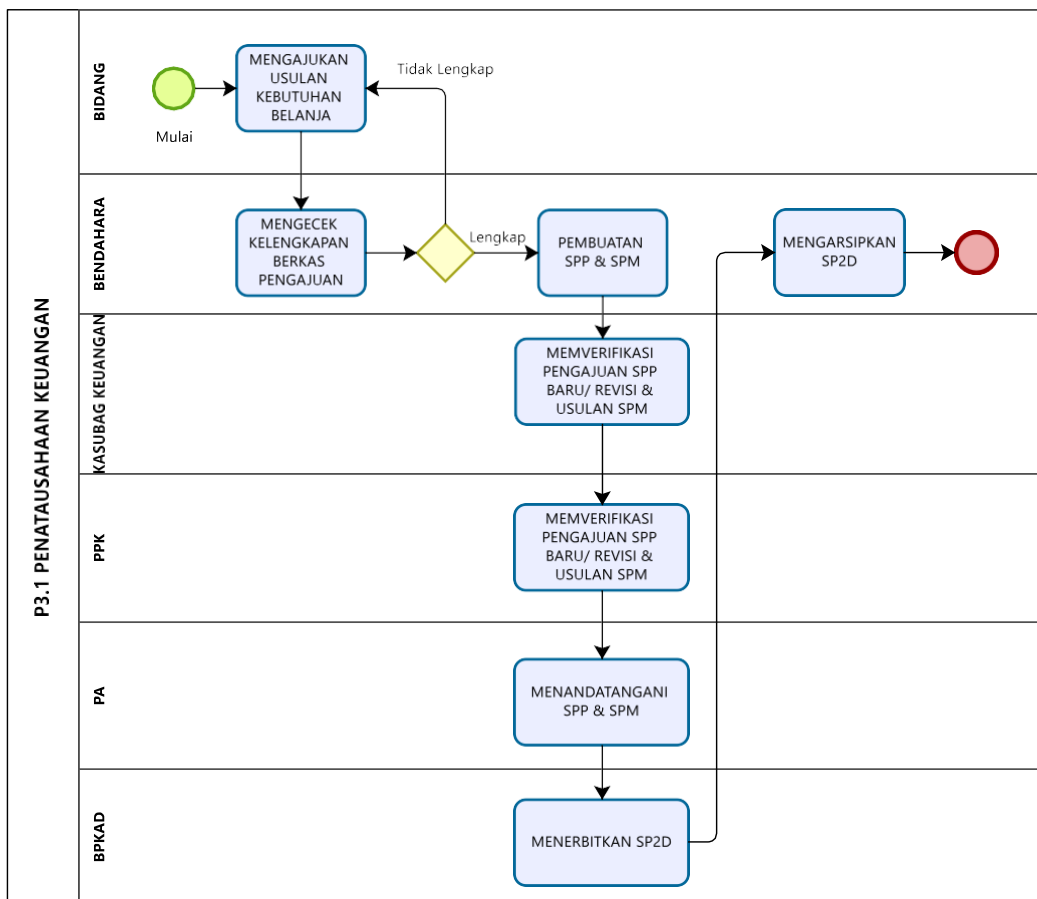 P3.1 PENATAUSAHAAN KEUANGAN
BIDANG
Mulai
MENGAJUKAN
USULAN
KEBUTUHAN
BELANJA
Tidak Lengkap
BENDAHARA
MENGECEK
KELENGKAPAN
BERKAS
PENGAJUAN
Lengkap
PEMBUATAN
SPP & SPM
MENGARSIPKAN
SP2D
KASUBAG KEUANGAN
MEMVERIFIKASI
PENGAJUAN SPP
BARU/ REVISI &
USULAN SPM
PPK
MEMVERIFIKASI
PENGAJUAN SPP
BARU/ REVISI &
USULAN SPM
PA
MENANDATANGANI
SPP & SPM
BPKAD
MENERBITKAN SP2D